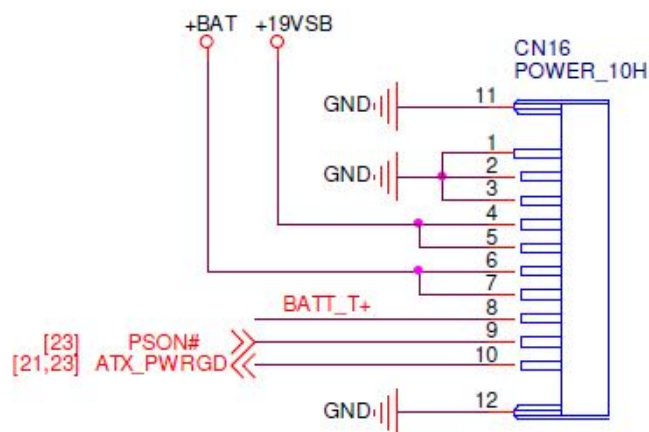 +BAT +19VSB
CN16
POWER_10H
GND 11
1
GND 2
3
4
5
6
7
BATT_T+ 8
[23] PSON# 9
[21,23] ATX_PWRGD 10
GND 12